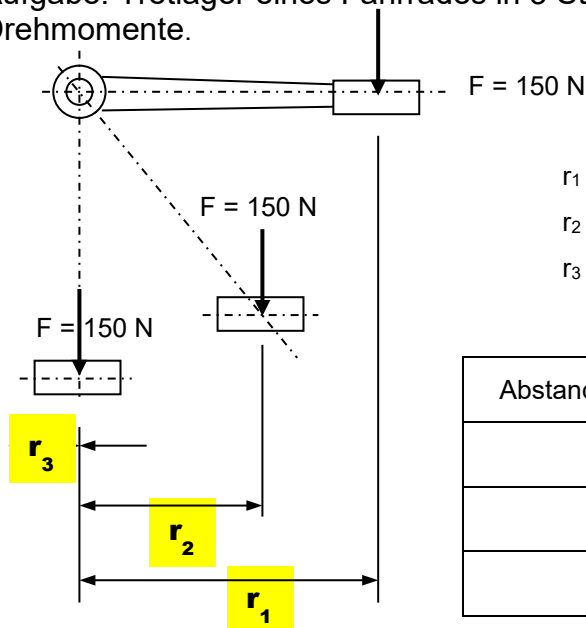 Drehmomente.
F = 150 N
r1
r2
r3
F = 150 N
F = 150 N
Abstand
r3
r2
r1